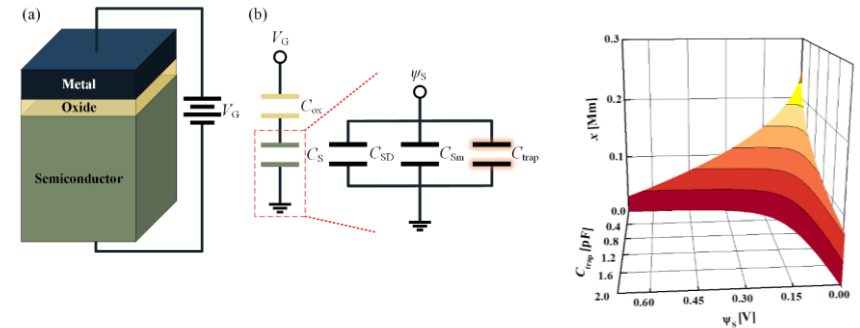 (a)
Metal
Oxide
Semiconductor
V_G
(b)
V_G
C_ox
C_S
ψ_S
C_SD
C_Sm
C_trap
0.3
0.2
0.1
0.0
x [Mm]
0.4
0.8
1.2
1.6
2.0
C_trap [pF]
0.60
0.45
0.30
0.15
0.00
ψ_s [V]